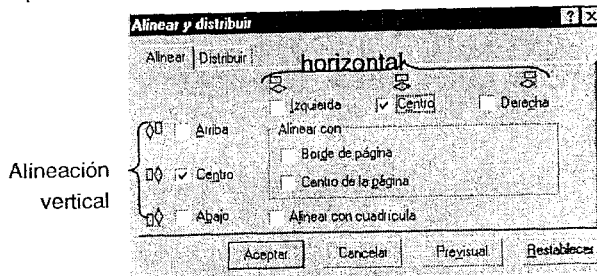 Alinear y distribuir
Alinear Distribuir
horizontal
Izquierda Centro Derecha
Arriba Alinear con
Borde de página
Alineación Centro Centro de la página
vertical
Abajo Alinear con cuadrícula
Aceptar Cancelar Previsual Restablecer